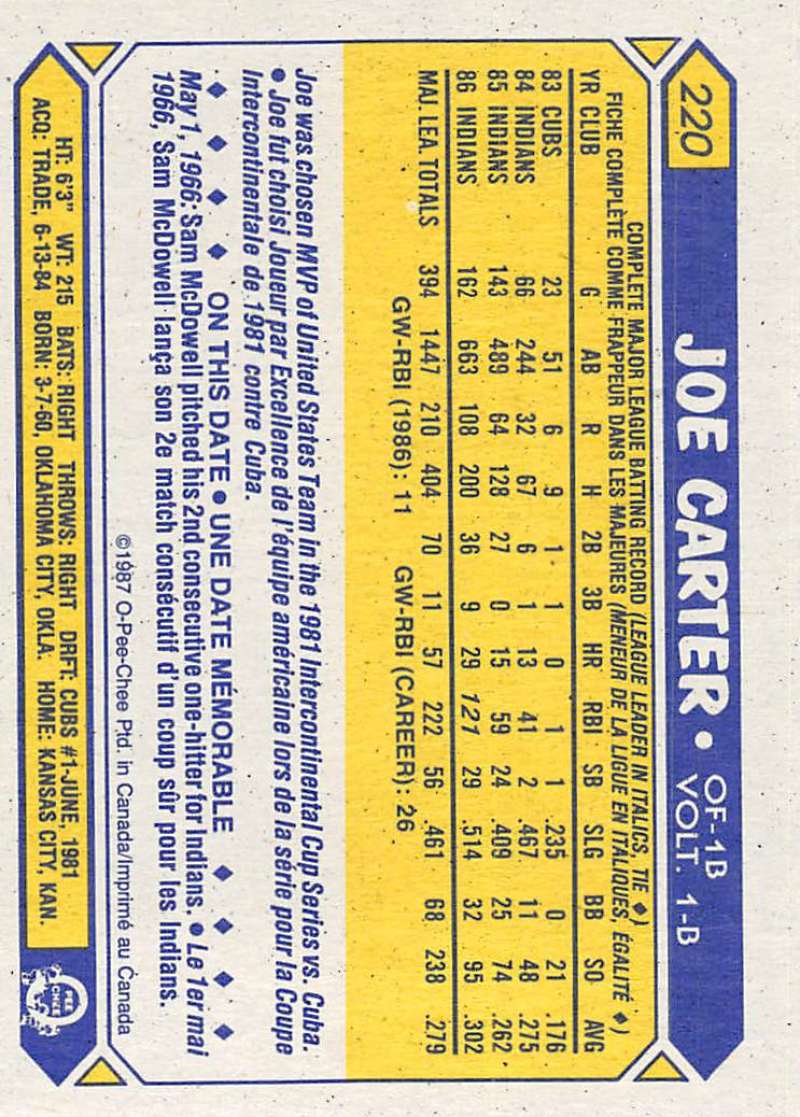 220
JOE CARTER • OF-1B
VOLT. 1-B
COMPLETE MAJOR LEAGUE BATTING RECORD (LEAGUE LEADER IN ITALICS, TIE ♦)
FICHE COMPLÈTE COMME FRAPPEUR DANS LES MAJEURES (MENEUR DE LA LIGUE EN ITALIQUES, ÉGALITÉ ♦)
YR CLUB G AB R H 2B 3B HR RBI SB SLG BB SO AVG
83 CUBS 23 51 6 9 1 1 0 1 1 .235 0 21 .176
84 INDIANS 66 244 32 67 6 1 13 41 2 .467 11 48 .275
85 INDIANS 143 489 64 128 27 0 15 59 24 .409 25 74 .262
86 INDIANS 162 663 108 200 36 9 29 127 29 .514 32 95 .302
MAJ. LEA. TOTALS 394 1447 210 404 70 11 57 222 56 .461 68 238 .279
GW-RBI (1986): 11 GW-RBI (CAREER): 26
Joe was chosen MVP of United States Team in the 1981 Intercontinental Cup Series vs. Cuba.
• Joe fut choisi Joueur par Excellence de l'équipe américaine lors de la série pour la Coupe
Intercontinentale de 1981 contre Cuba.
♦ ♦ ♦ ♦ ON THIS DATE • UNE DATE MÉMORABLE ♦ ♦ ♦ ♦
May 1, 1966: Sam McDowell pitched his 2nd consecutive one-hitter for Indians. • Le 1er mai
1966, Sam McDowell lança son 2e match consécutif d'un coup sûr pour les Indians.
©1987 O-Pee-Chee Ptd. in Canada/Imprimé au Canada
HT: 6'3" WT: 215 BATS: RIGHT THROWS: RIGHT DRFT: CUBS #1-JUNE, 1981
ACQ: TRADE, 6-13-84 BORN: 3-7-60, OKLAHOMA CITY, OKLA. HOME: KANSAS CITY, KAN.
O
PEE
CHEE